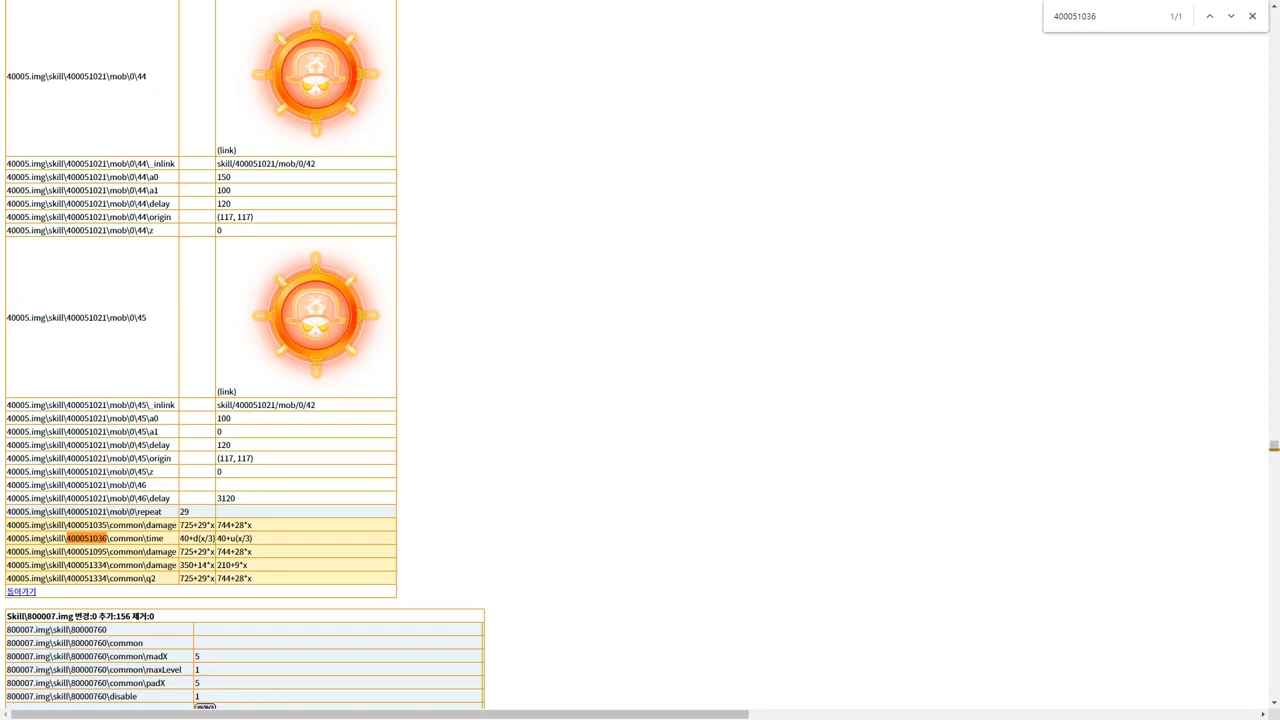 400051036 1/1
40005.img\skill\400051021\mob\0\44
(link)
40005.img\skill\400051021\mob\0\44\_inlink skill/400051021/mob/0/42
40005.img\skill\400051021\mob\0\44\a0 150
40005.img\skill\400051021\mob\0\44\a1 100
40005.img\skill\400051021\mob\0\44\delay 120
40005.img\skill\400051021\mob\0\44\origin (117, 117)
40005.img\skill\400051021\mob\0\44\z 0
40005.img\skill\400051021\mob\0\45
(link)
40005.img\skill\400051021\mob\0\45\_inlink skill/400051021/mob/0/42
40005.img\skill\400051021\mob\0\45\a0 100
40005.img\skill\400051021\mob\0\45\a1 0
40005.img\skill\400051021\mob\0\45\delay 120
40005.img\skill\400051021\mob\0\45\origin (117, 117)
40005.img\skill\400051021\mob\0\45\z 0
40005.img\skill\400051021\mob\0\46
40005.img\skill\400051021\mob\0\46\delay 3120
40005.img\skill\400051021\mob\0\repeat 29
40005.img\skill\400051035\common\damage 725+29*x 744+28*x
40005.img\skill\400051036\common\time 40+d(x/3) 40+u(x/3)
40005.img\skill\400051095\common\damage 725+29*x 744+28*x
40005.img\skill\400051334\common\damage 350+14*x 210+9*x
40005.img\skill\400051334\common\q2 725+29*x 744+28*x
돌아가기
Skill\800007.img 변경:0 추가:156 제거:0
800007.img\skill\80000760
800007.img\skill\80000760\common
800007.img\skill\80000760\common\madX 5
800007.img\skill\80000760\common\maxLevel 1
800007.img\skill\80000760\common\padX 5
800007.img\skill\80000760\disable 1